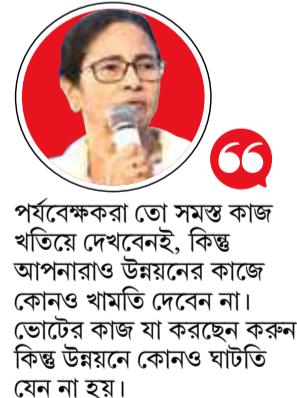 পর্যবেক্ষকরা তো সমস্ত কাজ
খতিয়ে দেখবেনই, কিন্তু
আপনারাও উন্নয়নের কাজে
কোনও খামতি দেবেন না।
ভোটের কাজ যা করছেন করুন
কিন্তু উন্নয়নে কোনও ঘাটতি
যেন না হয়।